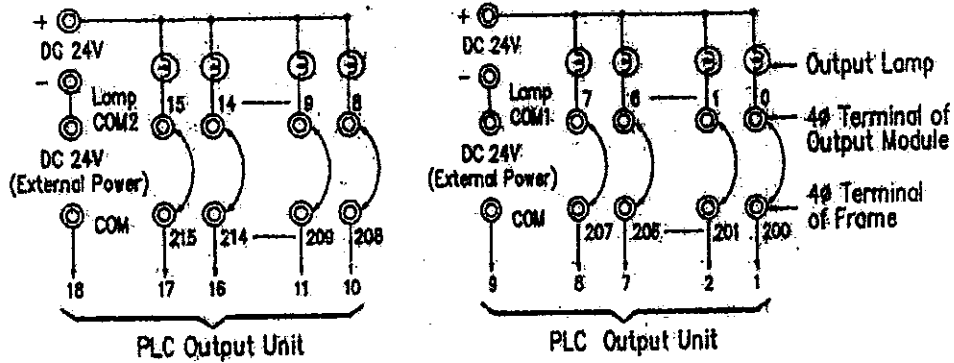 +
DC 24V
-
Lamp
COM2
15 14 9 8
DC 24V
(External Power)
COM
215 214 209 208
18 17 16 11 10
PLC Output Unit
+
DC 24V
-
Lamp
COM1
7 6 1 0
Output Lamp
4ϕ Terminal of
Output Module
DC 24V
(External Power)
COM
4ϕ Terminal
of Frame
207 206 201 200
9 8 7 2 1
PLC Output Unit